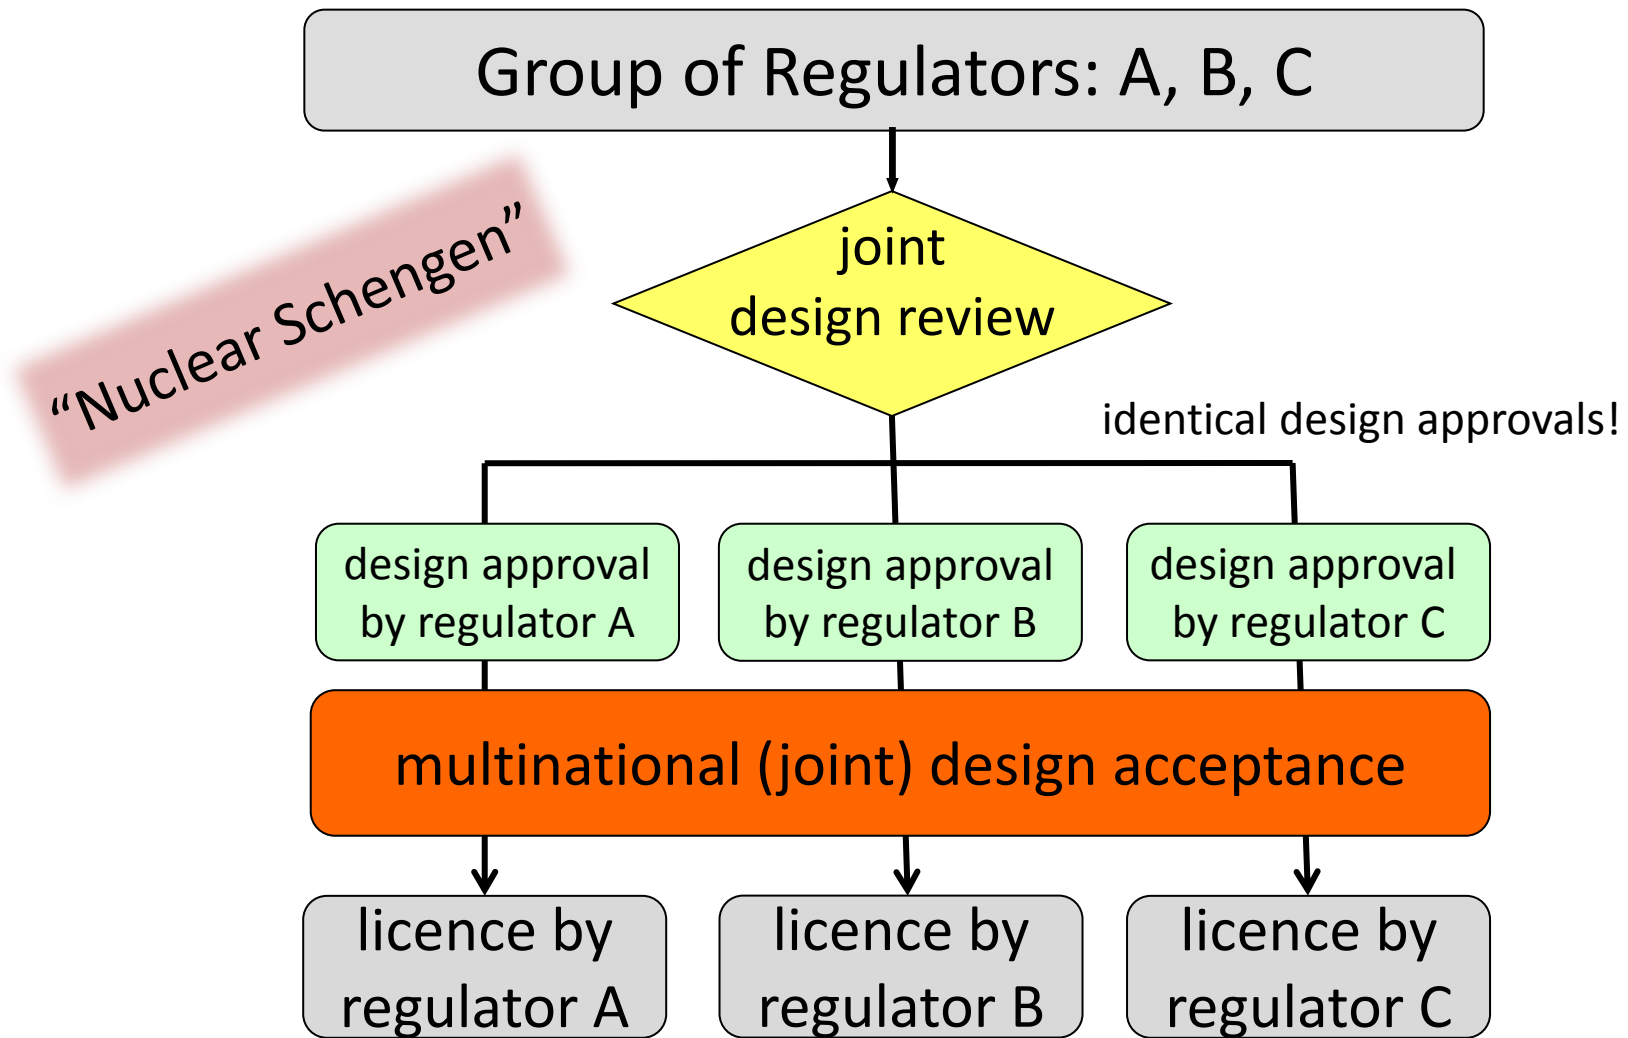 Group of Regulators: A, B, C
“Nuclear Schengen”
joint
design review
identical design approvals!
design approval
by regulator A
design approval
by regulator B
design approval
by regulator C
multinational (joint) design acceptance
licence by
regulator A
licence by
regulator B
licence by
regulator C